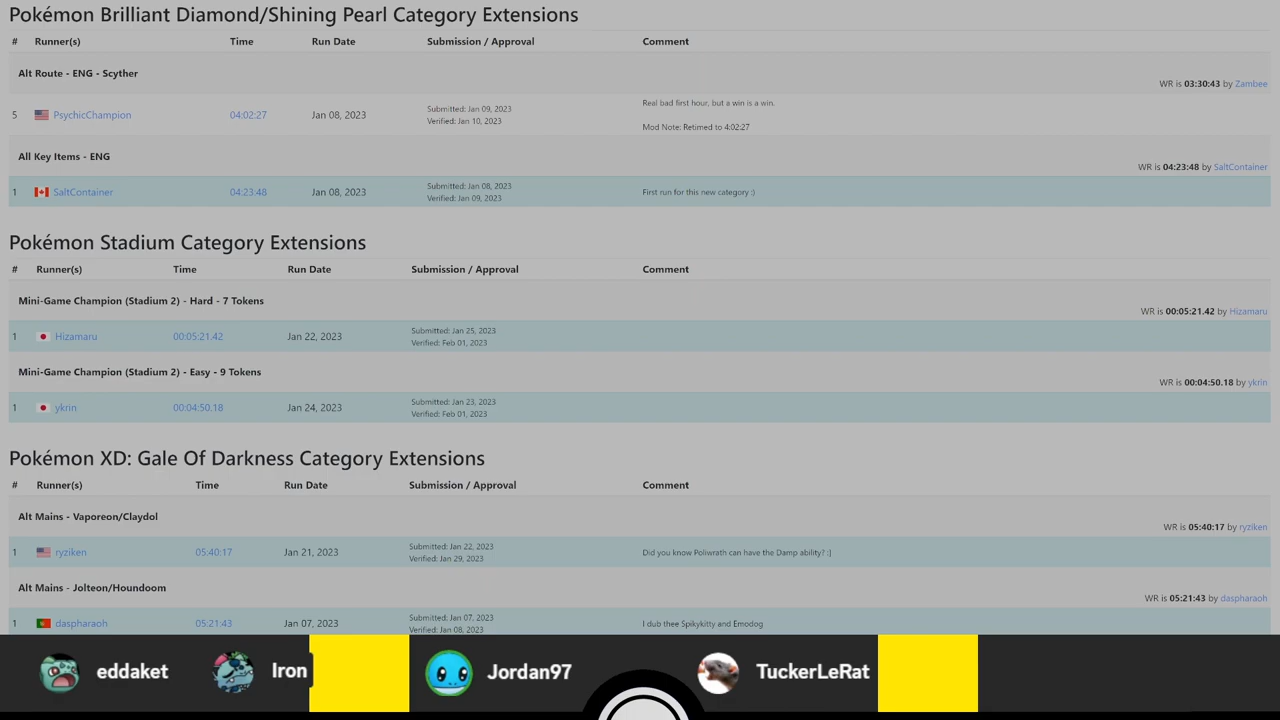 Pokémon Brilliant Diamond/Shining Pearl Category Extensions
# Runner(s) Time Run Date Submission / Approval Comment
Alt Route - ENG - Scyther
WR is 03:30:43 by Zambee
5 PsychicChampion 04:02:27 Jan 08, 2023 Submitted: Jan 09, 2023 Real bad first hour, but a win is a win.
Verified: Jan 10, 2023 Mod Note: Retimed to 4:02:27
All Key Items - ENG
WR is 04:23:48 by SaltContainer
1 SaltContainer 04:23:48 Jan 08, 2023 Submitted: Jan 08, 2023 First run for this new category :)
Verified: Jan 09, 2023
Pokémon Stadium Category Extensions
# Runner(s) Time Run Date Submission / Approval Comment
Mini-Game Champion (Stadium 2) - Hard - 7 Tokens
WR is 00:05:21.42 by Hizamaru
1 Hizamaru 00:05:21.42 Jan 22, 2023 Submitted: Jan 25, 2023
Verified: Feb 01, 2023
Mini-Game Champion (Stadium 2) - Easy - 9 Tokens
WR is 00:04:50.18 by ykrin
1 ykrin 00:04:50.18 Jan 24, 2023 Submitted: Jan 23, 2023
Verified: Feb 01, 2023
Pokémon XD: Gale Of Darkness Category Extensions
# Runner(s) Time Run Date Submission / Approval Comment
Alt Mains - Vaporeon/Claydol
WR is 05:40:17 by ryziken
1 ryziken 05:40:17 Jan 21, 2023 Submitted: Jan 22, 2023 Did you know Poliwrath can have the Damp ability? :]
Verified: Jan 29, 2023
Alt Mains - Jolteon/Houndoom
WR is 05:21:43 by daspharaoh
1 daspharaoh 05:21:43 Jan 07, 2023 Submitted: Jan 07, 2023 I dub thee Spikykitty and Emodog
Verified: Jan 08, 2023
eddaket Iron Jordan97 TuckerLeRat